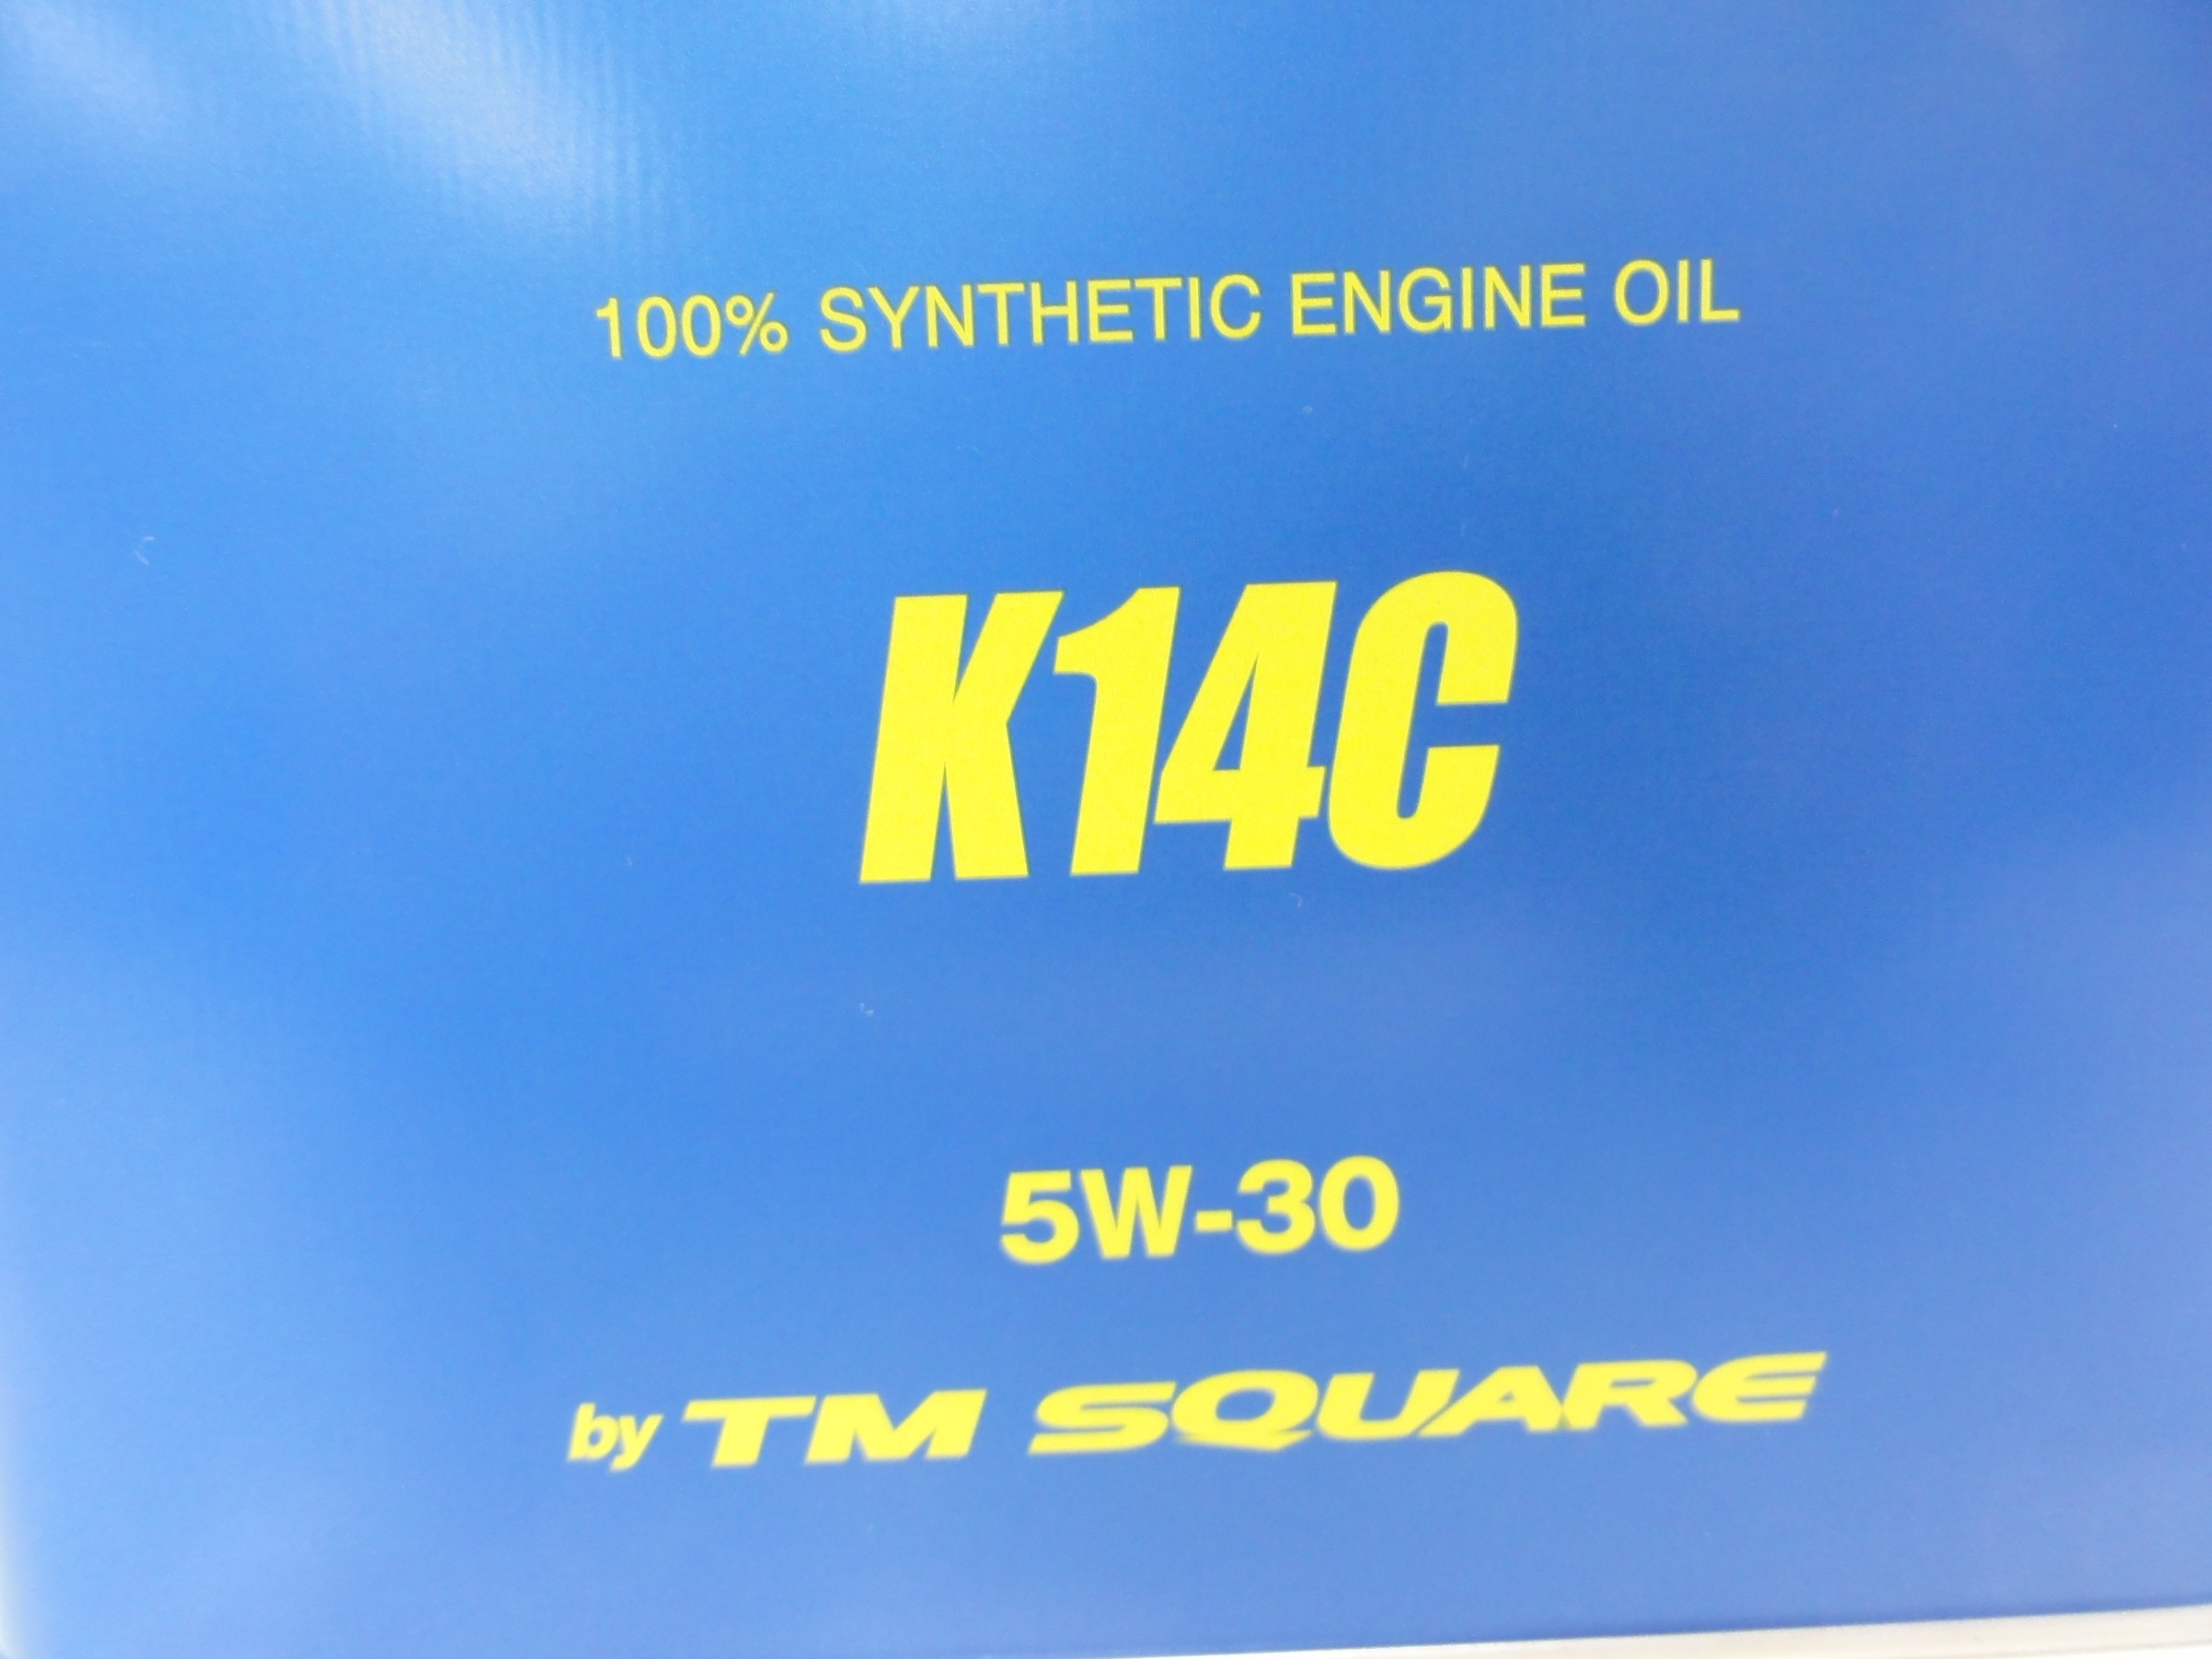 100% SYNTHETIC ENGINE OIL
K14C
5W-30
by TM SQUARE